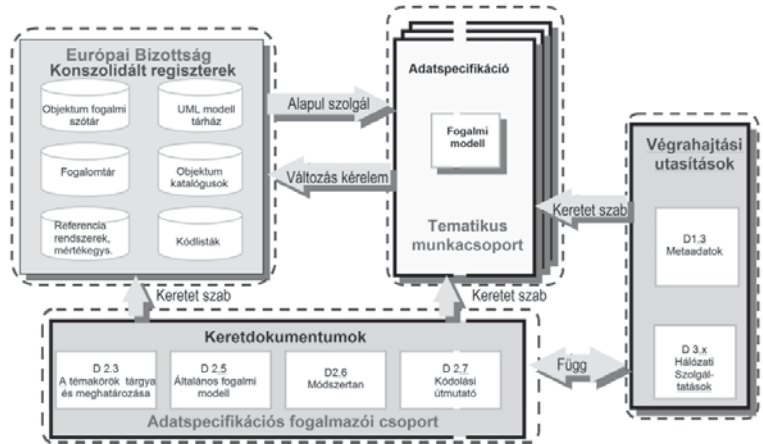 Európai Bizottság
Konszolidált regiszterek
Objektum fogalmi
szótár
UML modell
tárház
Fogalomtár
Objektum
katalógusok
Referencia
rendszerek,
mértékegys.
Kódlisták
Alapul szolgál
Változás kérelem
Adatspecifikáció
Fogalmi
modell
Tematikus
munkacsoport
Keretet szab
Végrahajtási
utasítások
D1.3
Metaadatok
D 3.x
Hálózati
Szolgál-
tatások
Keretet szab
Keretet szab
Keretdokumentumok
D 2.3
A témakörök tárgya
és meghatározása
D 2.5
Általános fogalmi
modell
D2.6
Módszertan
D 2.7
Kódolási
útmutató
Adatspecifikációs fogalmazói csoport
Függ